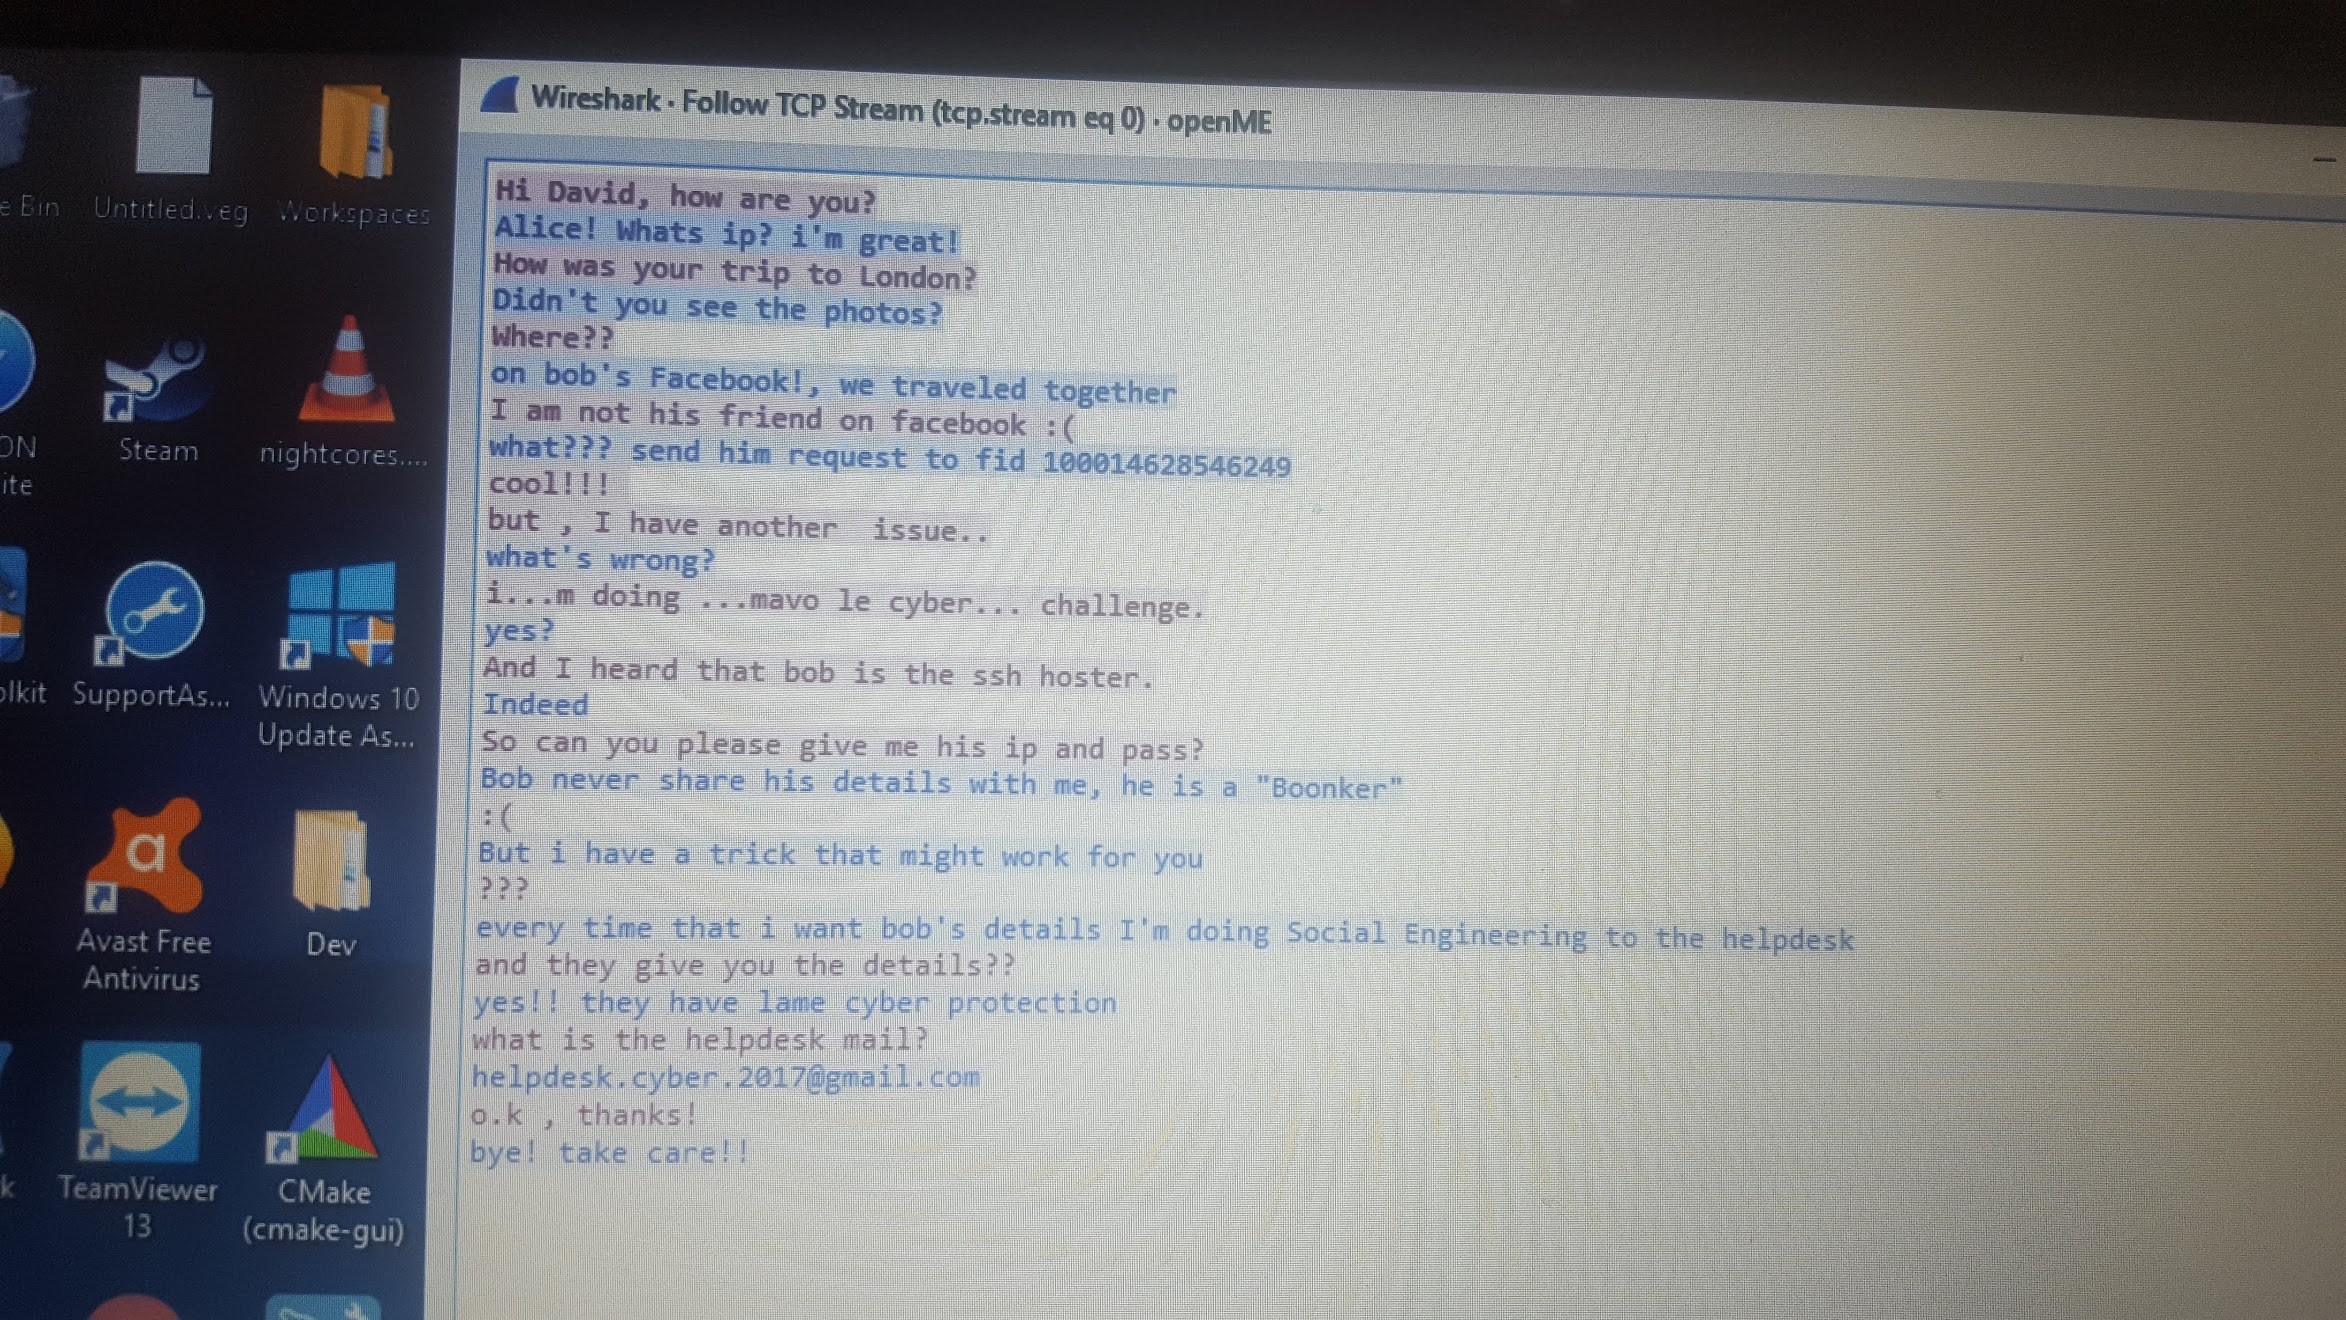 Wireshark · Follow TCP Stream (tcp.stream eq 0) · openME
e Bin
Untitled.veg
Workspaces
ON
ite
Steam
nightcores....
olkit
SupportAs...
Windows 10
Update As...
Avast Free
Antivirus
Dev
k
TeamViewer
13
CMake
(cmake-gui)
Hi David, how are you?
Alice! Whats ip? i'm great!
How was your trip to London?
Didn't you see the photos?
Where??
on bob's Facebook!, we traveled together
I am not his friend on facebook :(
what??? send him request to fid 100014628546249
cool!!!
but , I have another  issue..
what's wrong?
i...m doing ...mavo le cyber... challenge.
yes?
And I heard that bob is the ssh hoster.
Indeed
So can you please give me his ip and pass?
Bob never share his details with me, he is a "Boonker"
:(
But i have a trick that might work for you
???
every time that i want bob's details I'm doing Social Engineering to the helpdesk
and they give you the details??
yes!! they have lame cyber protection
what is the helpdesk mail?
helpdesk.cyber.2017@gmail.com
o.k , thanks!
bye! take care!!